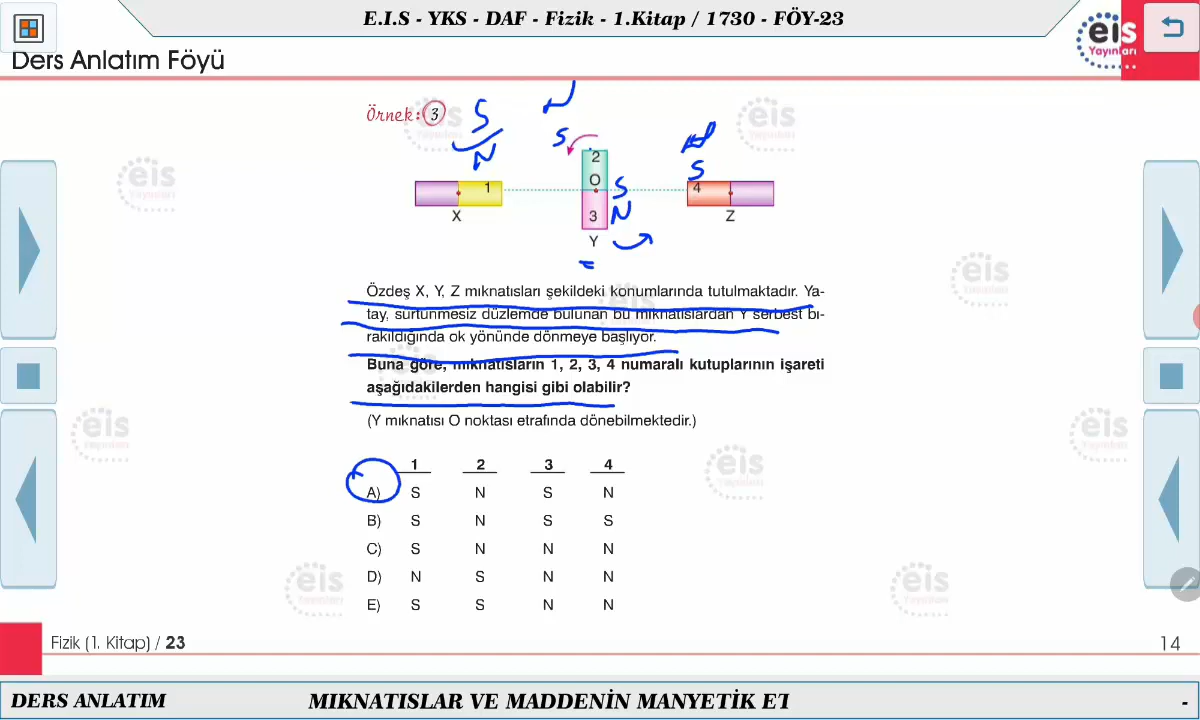 E.I.S - YKS - DAF - Fizik - 1.Kitap / 1730 - FÖY-23
eis
Yayınları
Ders Anlatım Föyü
Örnek: 3
S
N
N
S
N
S
2
O
3
Y
S
N
1
X
4
Z
Özdeş X, Y, Z mıknatısları şekildeki konumlarında tutulmaktadır. Ya-
tay, sürtünmesiz düzlemde bulunan bu mıknatıslardan Y serbest bı-
rakıldığında ok yönünde dönmeye başlıyor.
Buna göre, mıknatısların 1, 2, 3, 4 numaralı kutuplarının işareti
aşağıdakilerden hangisi gibi olabilir?
(Y mıknatısı O noktası etrafında dönebilmektedir.)
1 2 3 4
A) S N S N
B) S N S S
C) S N N N
D) N S N N
E) S S N N
Fizik (1. Kitap) / 23
14
DERS ANLATIM
MIKNATISLAR VE MADDENİN MANYETİK
-